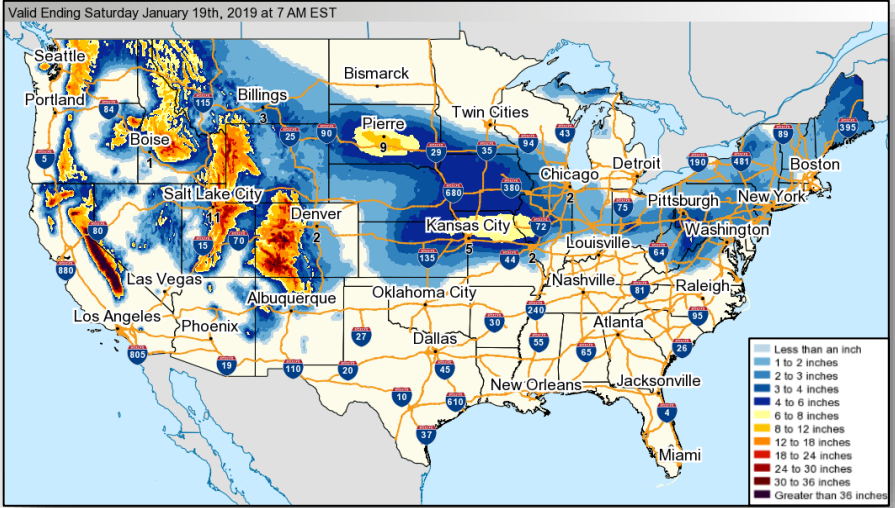 Valid Ending Saturday January 19th, 2019 at 7 AM EST
Seattle
Portland
84
115
Billings
3
Bismarck
Twin Cities
Boise
1
5
25
90
Pierre
9
29
35
94
43
Chicago
2
Detroit
190
481
89
395
Boston
Salt Lake City
11
680
380
75
Pittsburgh
New York
80
15
70
Denver
2
Kansas City
5
72
2
Louisville
64
Washington
1
880
Las Vegas
135
44
Albuquerque
Oklahoma City
Nashville
81
Raleigh
Los Angeles
Phoenix
30
240
95
27
Dallas
55
65
Atlanta
26
805
19
110
20
45
10
610
New Orleans
Jacksonville
4
37
Miami
Less than an inch
1 to 2 inches
2 to 3 inches
3 to 4 inches
4 to 6 inches
6 to 8 inches
8 to 12 inches
12 to 18 inches
18 to 24 inches
24 to 30 inches
30 to 36 inches
Greater than 36 inches